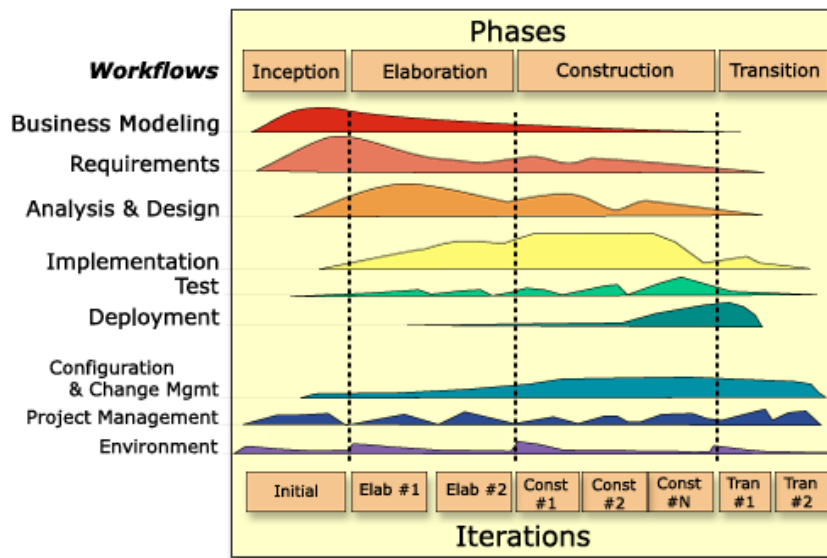 Phases
Workflows
Inception
Elaboration
Construction
Transition
Business Modeling
Requirements
Analysis & Design
Implementation
Test
Deployment
Configuration
& Change Mgmt
Project Management
Environment
Initial
Elab #1
Elab #2
Const
#1
Const
#2
Const
#N
Tran
#1
Tran
#2
Iterations